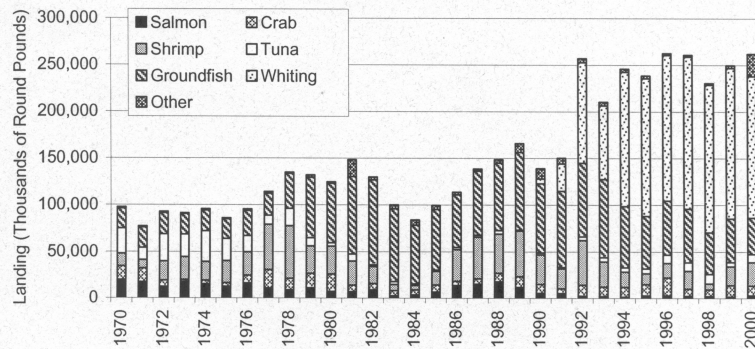 Landing (Thousands of Round Pounds)
300,000
250,000
200,000
150,000
100,000
50,000
0
Salmon Crab
Shrimp Tuna
Groundfish Whiting
Other
1970 1972 1974 1976 1978 1980 1982 1984 1986 1988 1990 1992 1994 1996 1998 2000